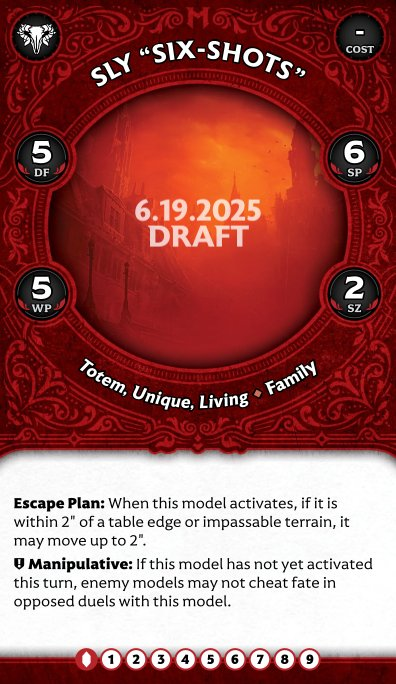 -
COST
SLY “SIX-SHOTS”
5
DF
6
SP
6.19.2025
DRAFT
5
WP
2
SZ
Totem, Unique, Living ♦ Family
Escape Plan: When this model activates, if it is
within 2" of a table edge or impassable terrain, it
may move up to 2".
Manipulative: If this model has not yet activated
this turn, enemy models may not cheat fate in
opposed duels with this model.
1 2 3 4 5 6 7 8 9